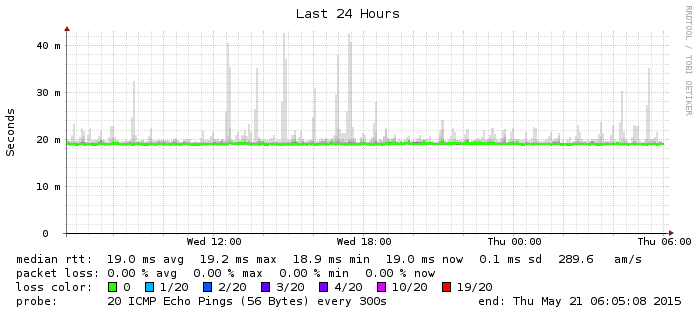 Last 24 Hours
RRDTOOL / TOBI OETIKER
Seconds
40 m
30 m
20 m
10 m
0
Wed 12:00 Wed 18:00 Thu 00:00 Thu 06:00
median rtt: 19.0 ms avg 19.2 ms max 18.9 ms min 19.0 ms now 0.1 ms sd 289.6 am/s
packet loss: 0.00 % avg 0.00 % max 0.00 % min 0.00 % now
loss color: 0 1/20 2/20 3/20 4/20 10/20 19/20
probe: 20 ICMP Echo Pings (56 Bytes) every 300s end: Thu May 21 06:05:08 2015